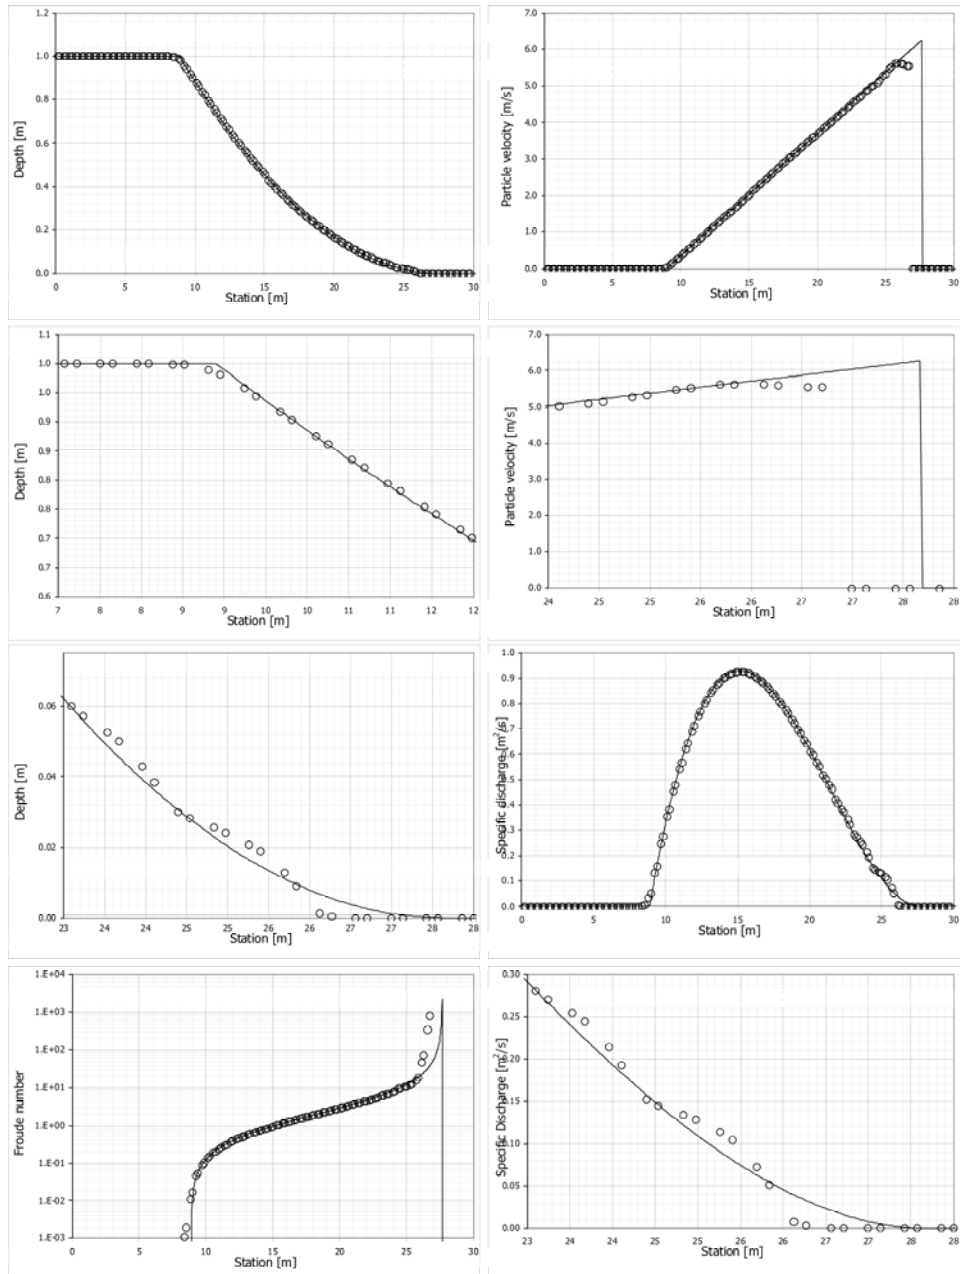 Depth [m]
1.2
1.0
0.8
0.6
0.4
0.2
0.0
0 5 10 15 20 25 30
Station [m]
Particle velocity [m/s]
7.0
6.0
5.0
4.0
3.0
2.0
1.0
0.0
0 5 10 15 20 25 30
Station [m]
Depth [m]
1.1
1.0
1.0
0.9
0.9
0.8
0.8
0.7
0.7
0.6
7 8 8 9 9 10 10 11 11 12 12
Station [m]
Particle velocity [m/s]
7.0
6.0
5.0
4.0
3.0
2.0
1.0
0.0
24 25 25 26 26 27 27 28 28
Station [m]
Depth [m]
0.06
0.04
0.02
0.00
23 24 24 25 25 26 26 27 27 28 28
Station [m]
Specific discharge [m²/s]
1.0
0.9
0.8
0.7
0.6
0.5
0.4
0.3
0.2
0.1
0.0
0 5 10 15 20 25 30
Station [m]
Froude number
1.E+04
1.E+03
1.E+02
1.E+01
1.E+00
1.E-01
1.E-02
1.E-03
0 5 10 15 20 25 30
Station [m]
Specific Discharge [m²/s]
0.30
0.25
0.20
0.15
0.10
0.05
0.00
23 24 24 25 25 26 26 27 27 28 28
Station [m]